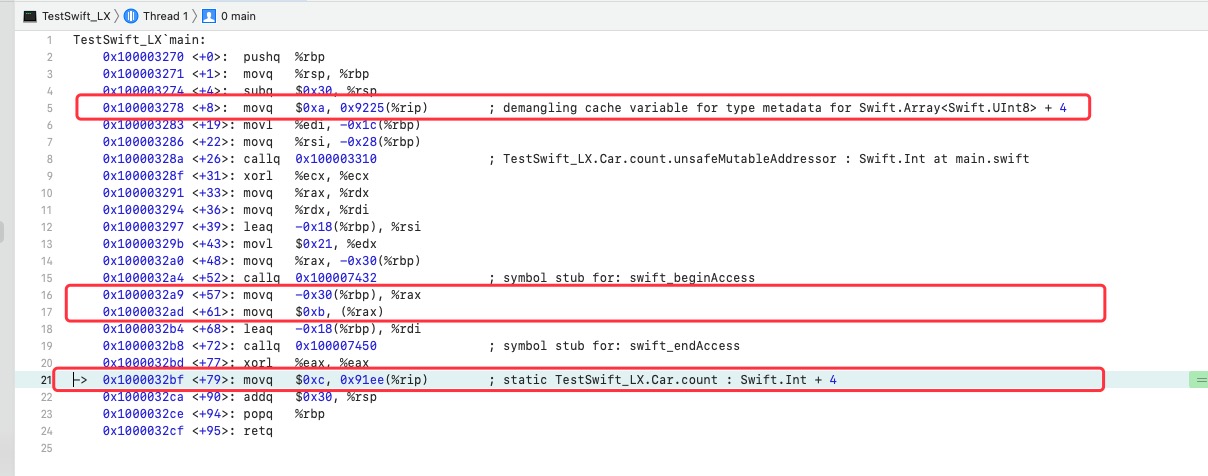 TestSwift_LX 〉 Thread 1 〉 0 main
1 TestSwift_LX`main:
2 0x100003270 <+0>: pushq %rbp
3 0x100003271 <+1>: movq %rsp, %rbp
4 0x100003274 <+4>: subq $0x30, %rsp
5 0x100003278 <+8>: movq $0xa, 0x9225(%rip) ; demangling cache variable for type metadata for Swift.Array<Swift.UInt8> + 4
6 0x100003283 <+19>: movl %edi, -0x1c(%rbp)
7 0x100003286 <+22>: movq %rsi, -0x28(%rbp)
8 0x10000328a <+26>: callq 0x100003310 ; TestSwift_LX.Car.count.unsafeMutableAddressor : Swift.Int at main.swift
9 0x10000328f <+31>: xorl %ecx, %ecx
10 0x100003291 <+33>: movq %rax, %rdx
11 0x100003294 <+36>: movq %rdx, %rdi
12 0x100003297 <+39>: leaq -0x18(%rbp), %rsi
13 0x10000329b <+43>: movl $0x21, %edx
14 0x1000032a0 <+48>: movq %rax, -0x30(%rbp)
15 0x1000032a4 <+52>: callq 0x100007432 ; symbol stub for: swift_beginAccess
16 0x1000032a9 <+57>: movq -0x30(%rbp), %rax
17 0x1000032ad <+61>: movq $0xb, (%rax)
18 0x1000032b4 <+68>: leaq -0x18(%rbp), %rdi
19 0x1000032b8 <+72>: callq 0x100007450 ; symbol stub for: swift_endAccess
20 0x1000032bd <+77>: xorl %eax, %eax
21 -> 0x1000032bf <+79>: movq $0xc, 0x91ee(%rip) ; static TestSwift_LX.Car.count : Swift.Int + 4
22 0x1000032ca <+90>: addq $0x30, %rsp
23 0x1000032ce <+94>: popq %rbp
24 0x1000032cf <+95>: retq
25